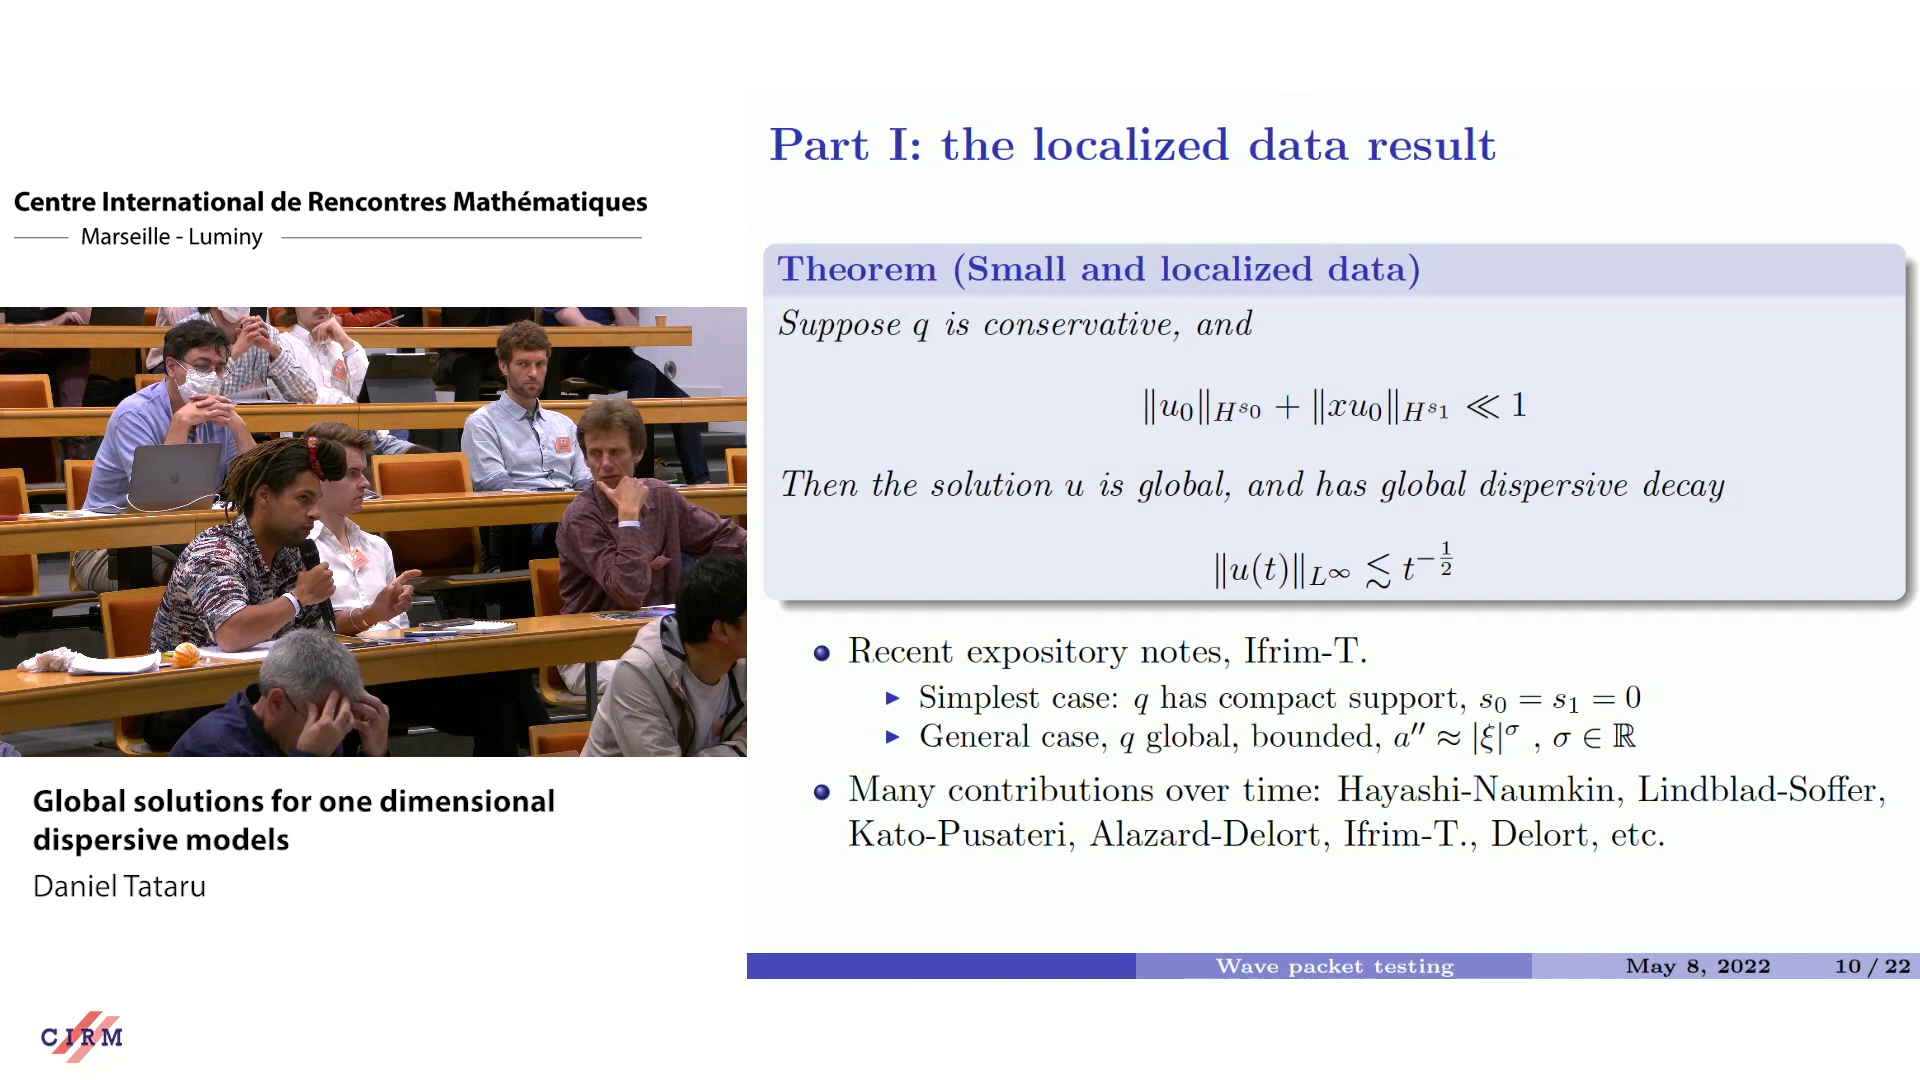 Centre International de Rencontres Mathématiques
Marseille - Luminy
Global solutions for one dimensional
dispersive models
Daniel Tataru
CIRM
Part I: the localized data result
Theorem (Small and localized data)
Suppose q is conservative, and
‖u₀‖_{H^{s₀}} + ‖xu₀‖_{H^{s₁}} ≪ 1
Then the solution u is global, and has global dispersive decay
‖u(t)‖_{L^∞} ≲ t^{-1/2}
Recent expository notes, Ifrim-T.
Simplest case: q has compact support, s₀ = s₁ = 0
General case, q global, bounded, a″ ≈ |ξ|^σ , σ ∈ ℝ
Many contributions over time: Hayashi-Naumkin, Lindblad-Soffer,
Kato-Pusateri, Alazard-Delort, Ifrim-T., Delort, etc.
Wave packet testing May 8, 2022 10 / 22